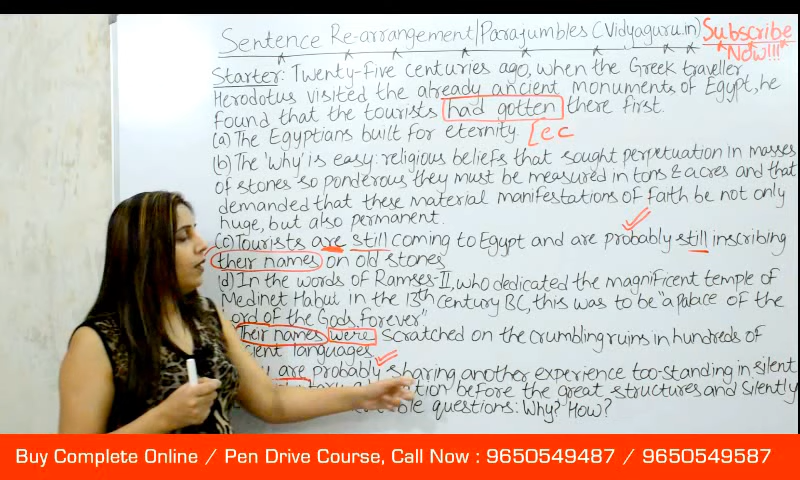 Sentence Re-arrangement/Parajumbles (Vidyaguru.in) Subscribe
Now!!!
Starter: Twenty-Five centuries ago, when the Greek traveller
Herodotus visited the already ancient monuments of Egypt, he
found that the tourists had gotten there first.
(a) The Egyptians built for eternity. [ec
(b) The 'why' is easy: religious beliefs that sought perpetuation in masses
of stones so ponderous they must be measured in tons & acres and that
demanded that these material manifestations of faith be not only
huge, but also permanent.
(c) Tourists are still coming to Egypt and are probably still inscribing
their names on old stones
(d) In the words of Ramses-II, who dedicated the magnificent temple of
Medinet Habut in the 13th Century BC, this was to be "a palace of the
Lord of the Gods, Forever"
Their names were scratched on the crumbling ruins in hundreds of
languages
are probably sharing another experience too-standing in silent
before the great structures and silently
questions: Why? How?
Buy Complete Online / Pen Drive Course, Call Now : 9650549487 / 9650549587